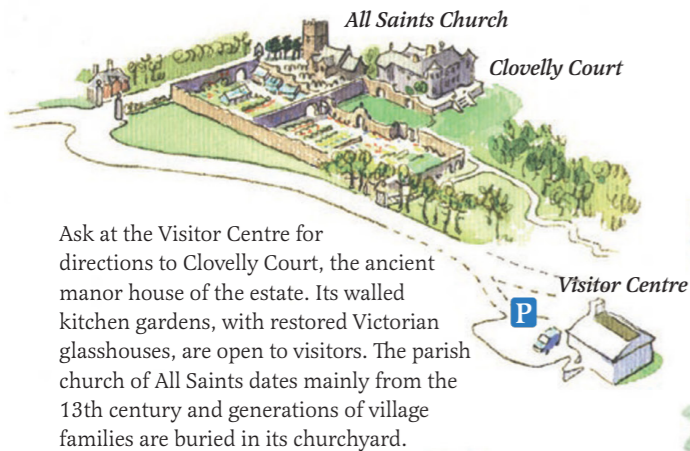 All Saints Church
Clovelly Court
Ask at the Visitor Centre for
directions to Clovelly Court, the ancient
manor house of the estate. Its walled
kitchen gardens, with restored Victorian
glasshouses, are open to visitors. The parish
church of All Saints dates mainly from the
13th century and generations of village
families are buried in its churchyard.
Visitor Centre
P